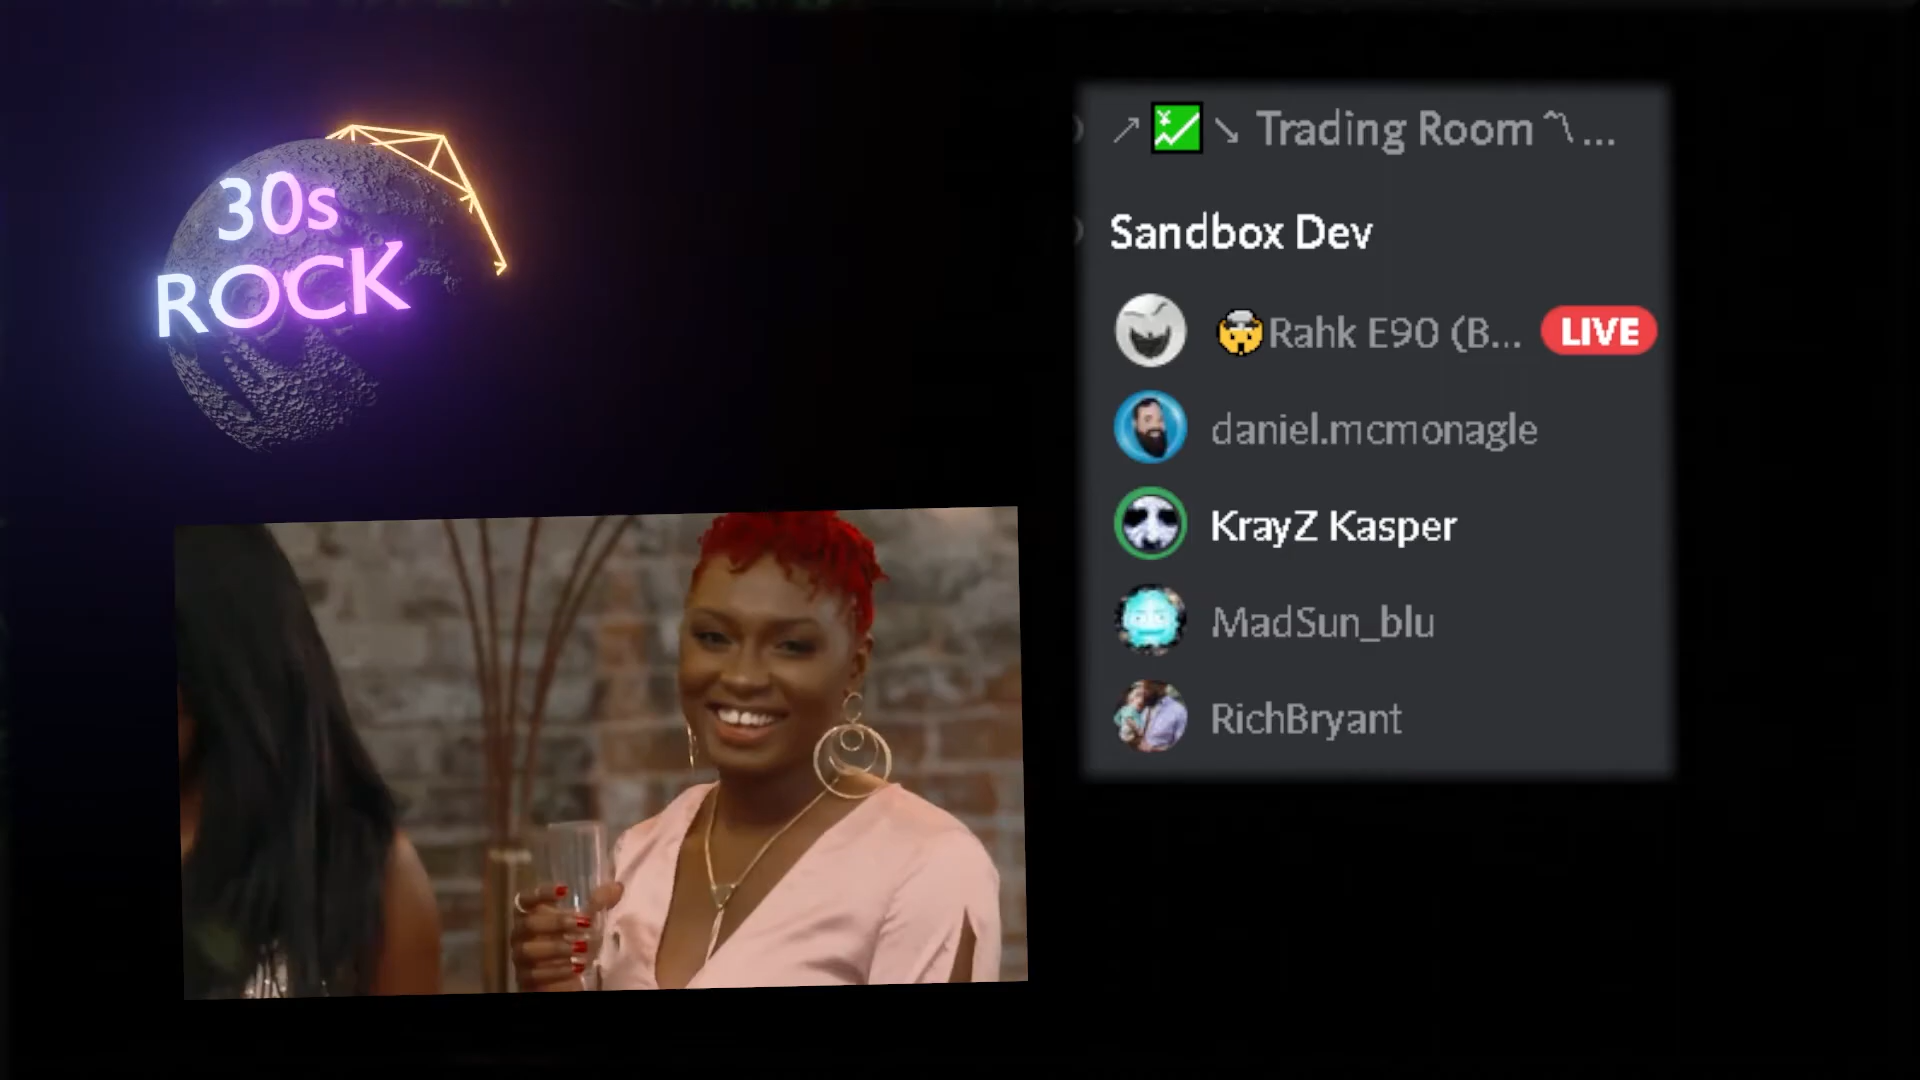 30s
ROCK
Trading Room ...
Sandbox Dev
Rahk E90 (B... LIVE
daniel.mcmonagle
KrayZ Kasper
MadSun_blu
RichBryant